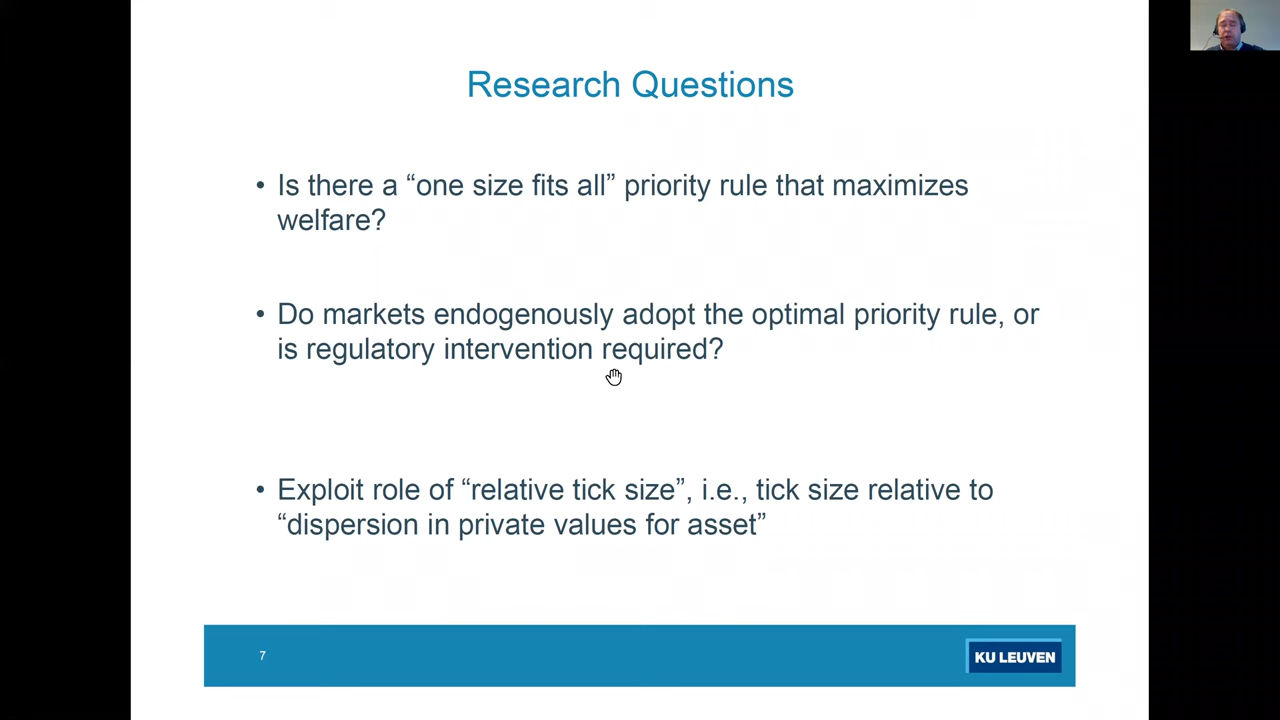 Research Questions
• Is there a “one size fits all” priority rule that maximizes
welfare?
• Do markets endogenously adopt the optimal priority rule, or
is regulatory intervention required?
• Exploit role of “relative tick size”, i.e., tick size relative to
“dispersion in private values for asset”
7
KU LEUVEN